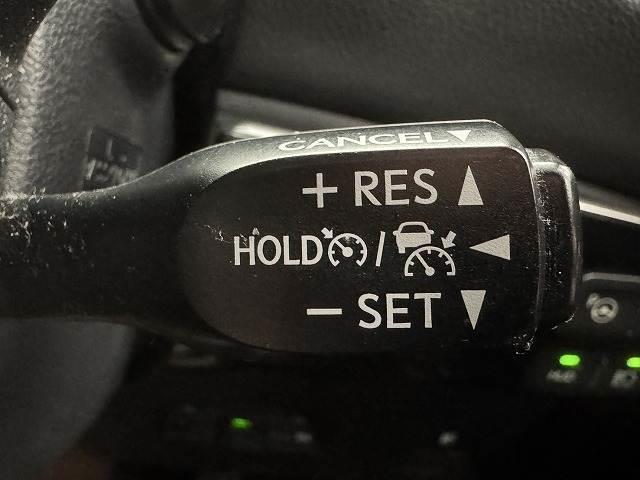 CANCEL▼
+ RES ▲
HOLD / ◀
− SET ▼